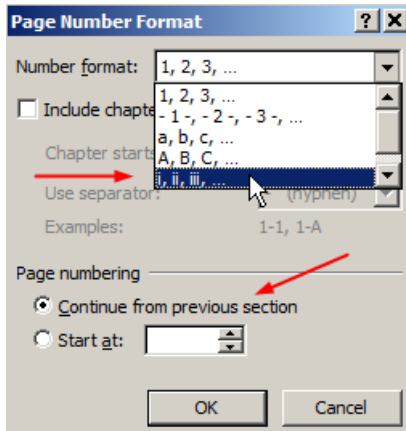 Page Number Format
Number format: 1, 2, 3, ...
1, 2, 3, ...
- 1 -, - 2 -, - 3 -, ...
Include chapte
a, b, c, ...
A, B, C, ...
Chapter starts
i, ii, iii, ...
Use separator: (hyphen)
Examples: 1-1, 1-A
Page numbering
Continue from previous section
Start at:
OK Cancel